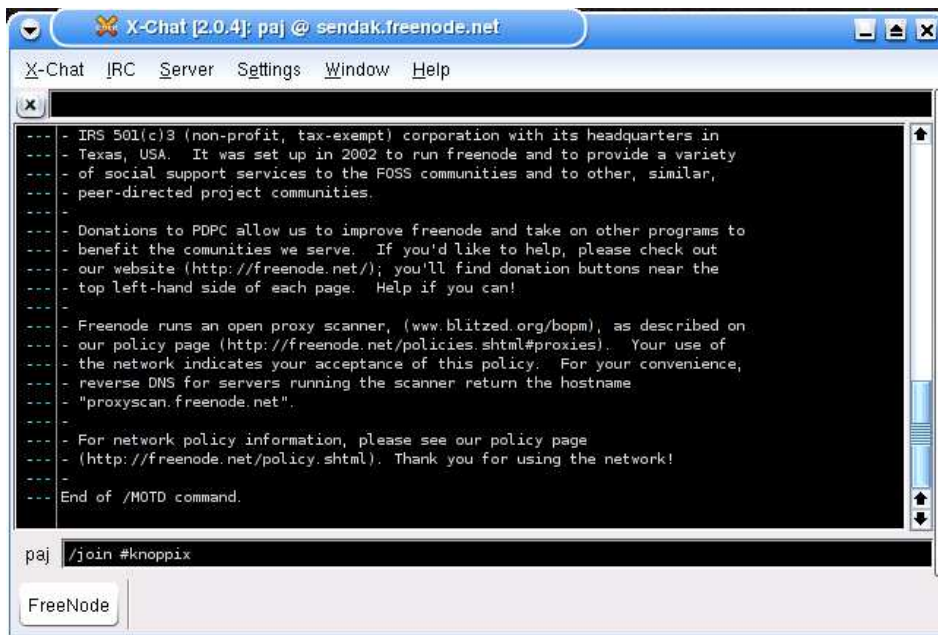 X-Chat [2.0.4]: paj @ sendak.freenode.net
X-Chat IRC Server Settings Window Help
--- - IRS 501(c)3 (non-profit, tax-exempt) corporation with its headquarters in
--- - Texas, USA.  It was set up in 2002 to run freenode and to provide a variety
--- - of social support services to the FOSS communities and to other, similar,
--- - peer-directed project communities.
--- -
--- - Donations to PDPC allow us to improve freenode and take on other programs to
--- - benefit the comunities we serve.  If you'd like to help, please check out
--- - our website (http://freenode.net/); you'll find donation buttons near the
--- - top left-hand side of each page.  Help if you can!
--- -
--- - Freenode runs an open proxy scanner, (www.blitzed.org/bopm), as described on
--- - our policy page (http://freenode.net/policies.shtml#proxies).  Your use of
--- - the network indicates your acceptance of this policy.  For your convenience,
--- - reverse DNS for servers running the scanner return the hostname
--- - "proxyscan.freenode.net".
--- -
--- - For network policy information, please see our policy page
--- - (http://freenode.net/policy.shtml). Thank you for using the network!
--- -
--- End of /MOTD command.
paj /join #knoppix
FreeNode